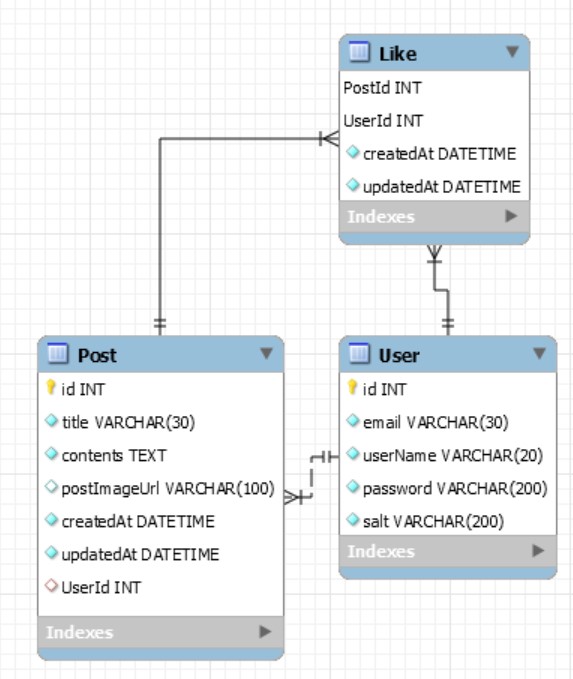 Like
PostId INT
UserId INT
createdAt DATETIME
updatedAt DATETIME
Indexes
Post
id INT
title VARCHAR(30)
contents TEXT
postImageUrl VARCHAR(100)
createdAt DATETIME
updatedAt DATETIME
UserId INT
Indexes
User
id INT
email VARCHAR(30)
userName VARCHAR(20)
password VARCHAR(200)
salt VARCHAR(200)
Indexes